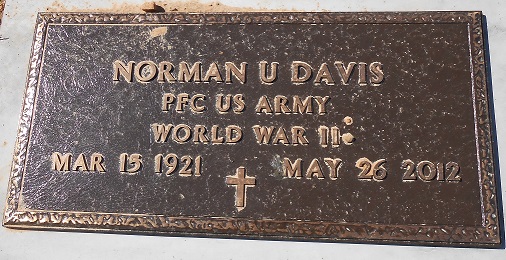 NORMAN U DAVIS
PFC US ARMY
WORLD WAR II
MAR 15 1921 MAY 26 2012